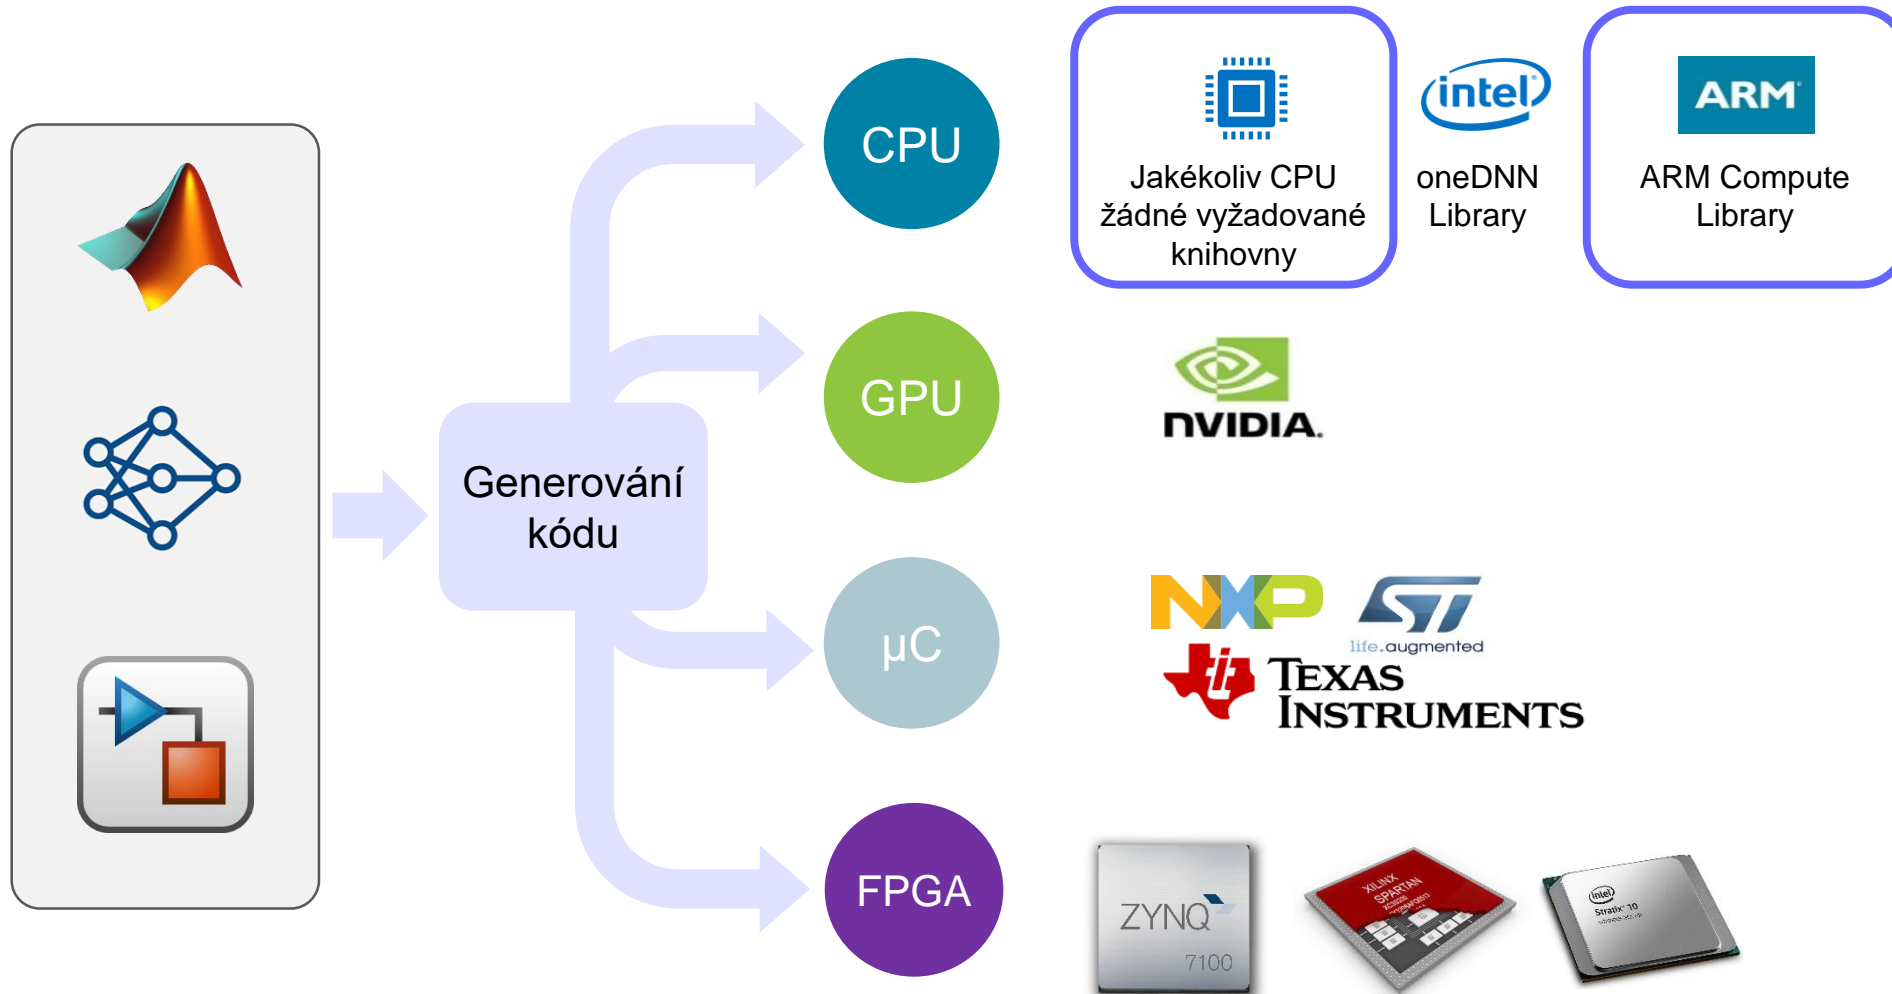 CPU
intel
ARM
Jakékoliv CPU
žádné vyžadované
knihovny
oneDNN
Library
ARM Compute
Library
GPU
NVIDIA.
Generování
kódu
µC
NXP
ST
life.augmented
TEXAS
INSTRUMENTS
FPGA
ZYNQ
7100
XILINX
SPARTAN
intel
Stratix® 10